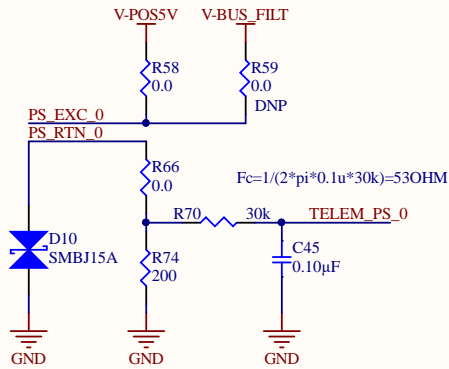 V-POS5V
V-BUS_FILT
R58
0.0
R59
0.0
DNP
PS_EXC_0
PS_RTN_0
R66
0.0
Fc=1/(2*pi*0.1u*30k)=53OHM
R70
30k
TELEM_PS_0
D10
SMBJ15A
R74
200
C45
0.10µF
GND
GND
GND